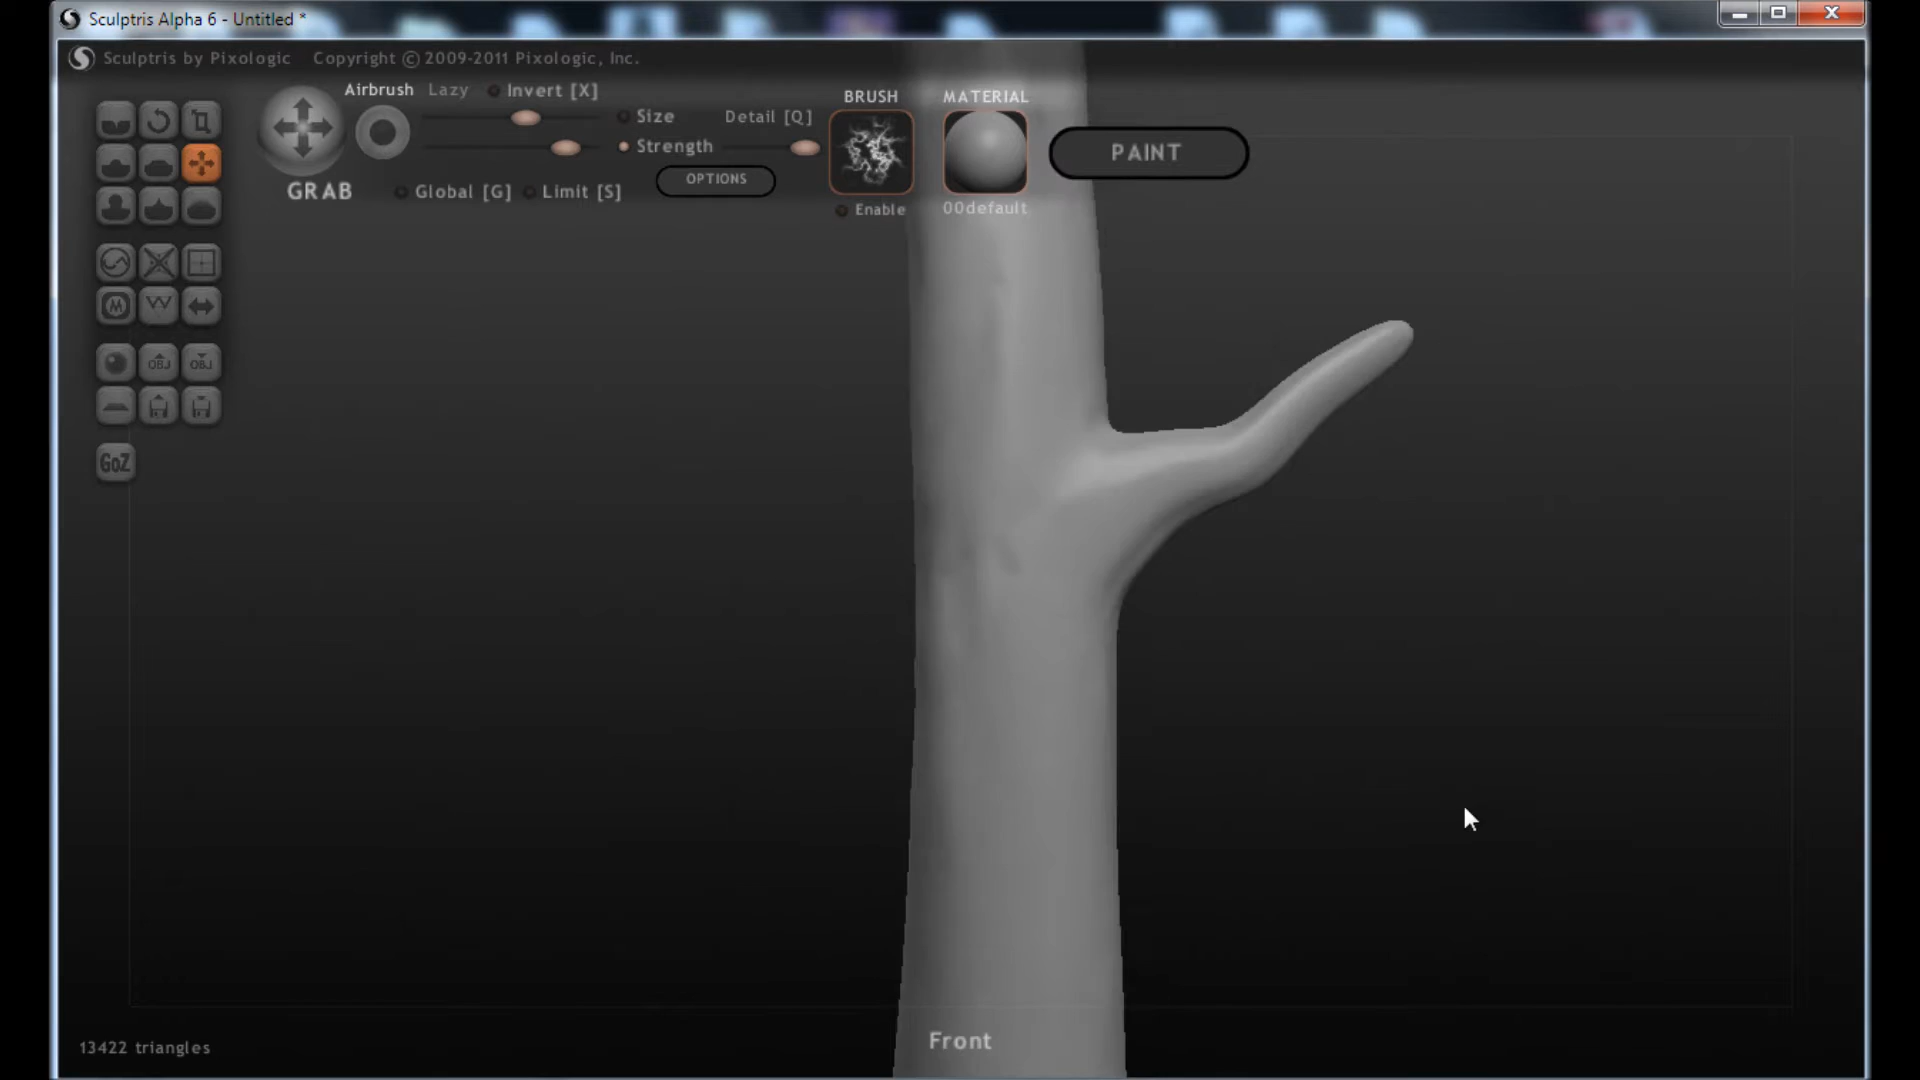 Sculptris Alpha 6 - Untitled *
Sculptris by Pixologic Copyright © 2009-2011 Pixologic, Inc.
Airbrush Lazy Invert [X]
BRUSH MATERIAL
Size Detail [Q]
Strength
PAINT
OPTIONS
GRAB Global [G] Limit [S]
Enable 00default
M
OBJ OBJ
GoZ
Front
13422 triangles